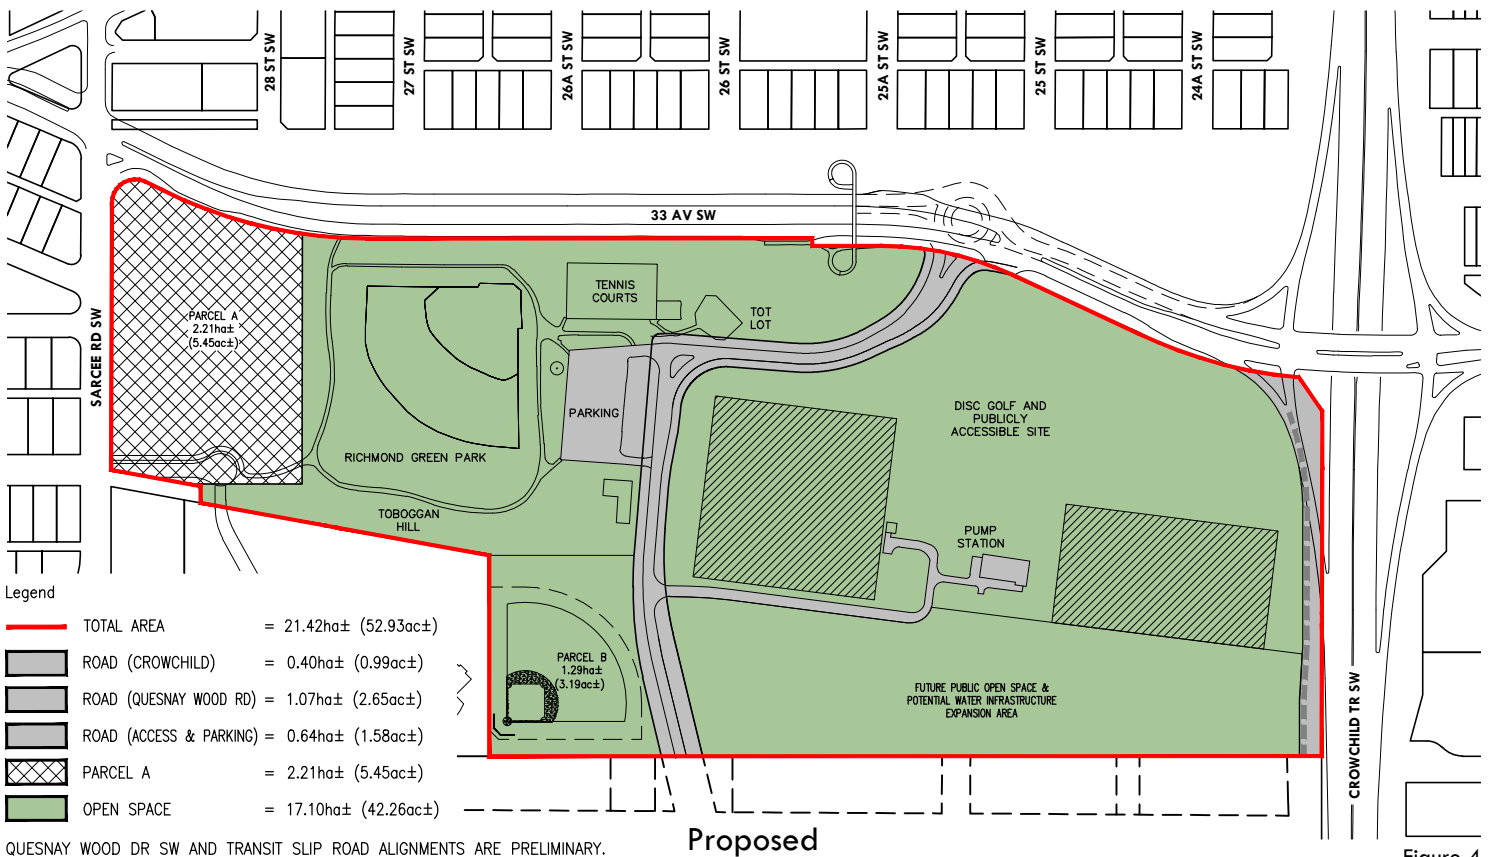 28 ST SW
27 ST SW
26A ST SW
26 ST SW
25A ST SW
25 ST SW
24A ST SW
33 AV SW
SARCEE RD SW
PARCEL A
2.21ha±
(5.45ac±)
TENNIS
COURTS
TOT
LOT
PARKING
RICHMOND GREEN PARK
TOBOGGAN
HILL
DISC GOLF AND
PUBLICLY
ACCESSIBLE SITE
PUMP
STATION
PARCEL B
1.29ha±
(3.19ac±)
FUTURE PUBLIC OPEN SPACE &
POTENTIAL WATER INFRASTRUCTURE
EXPANSION AREA
CROWCHILD TR SW
Legend
TOTAL AREA = 21.42ha± (52.93ac±)
ROAD (CROWCHILD) = 0.40ha± (0.99ac±)
ROAD (QUESNAY WOOD RD) = 1.07ha± (2.65ac±)
ROAD (ACCESS & PARKING) = 0.64ha± (1.58ac±)
PARCEL A = 2.21ha± (5.45ac±)
OPEN SPACE = 17.10ha± (42.26ac±)
QUESNAY WOOD DR SW AND TRANSIT SLIP ROAD ALIGNMENTS ARE PRELIMINARY.
Proposed
Figure 4